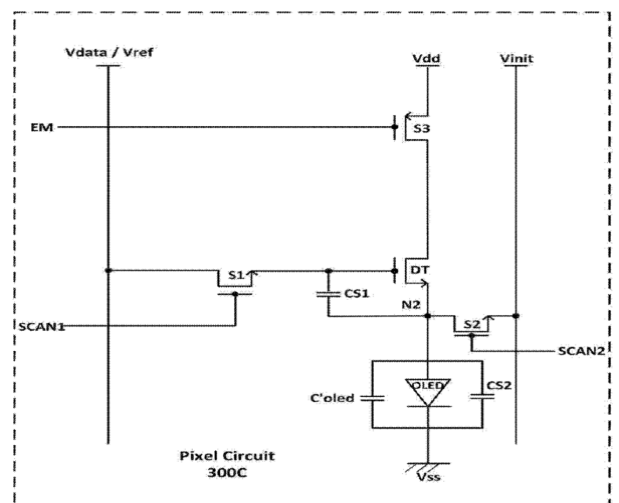 Vdata / Vref
Vdd
Vinit
EM
S3
S1
DT
CS1
N2
S2
SCAN1
SCAN2
OLED
C'oled
CS2
Pixel Circuit
300C
Vss